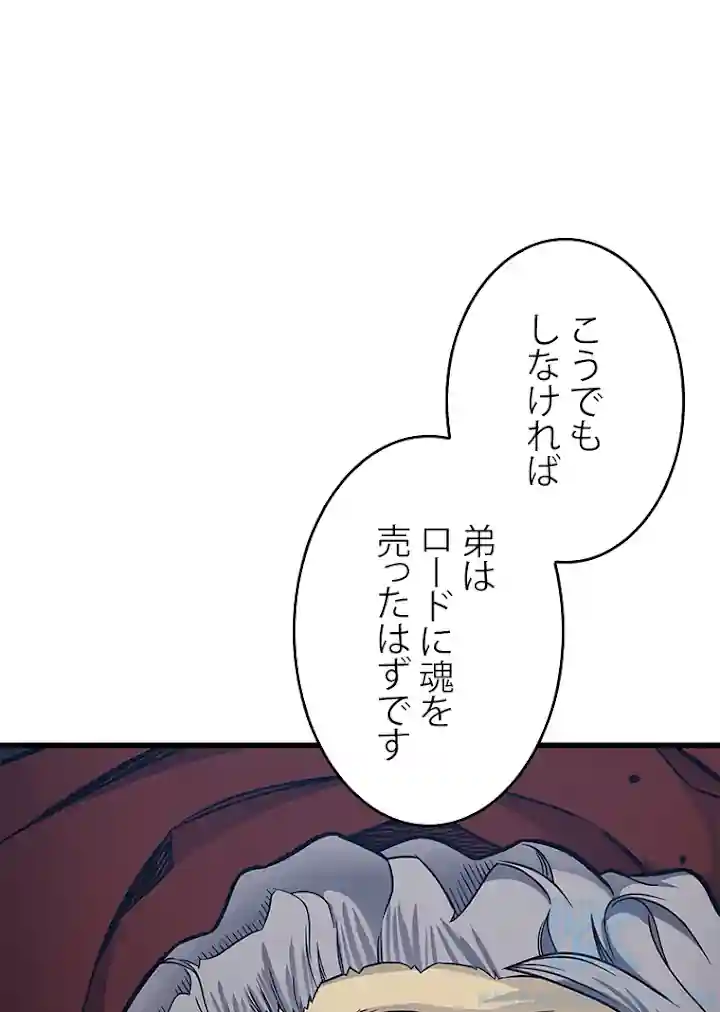 こうでも
しなければ
弟は
ロードに魂を
売ったはずです